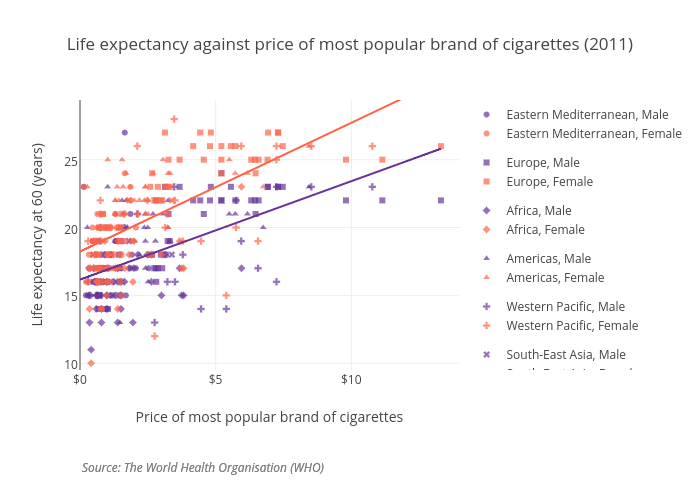 Life expectancy against price of most popular brand of cigarettes (2011)
Life expectancy at 60 (years)
25
20
15
10
$0
$5
$10
Price of most popular brand of cigarettes
Eastern Mediterranean, Male
Eastern Mediterranean, Female
Europe, Male
Europe, Female
Africa, Male
Africa, Female
Americas, Male
Americas, Female
Western Pacific, Male
Western Pacific, Female
South-East Asia, Male
Source: The World Health Organisation (WHO)